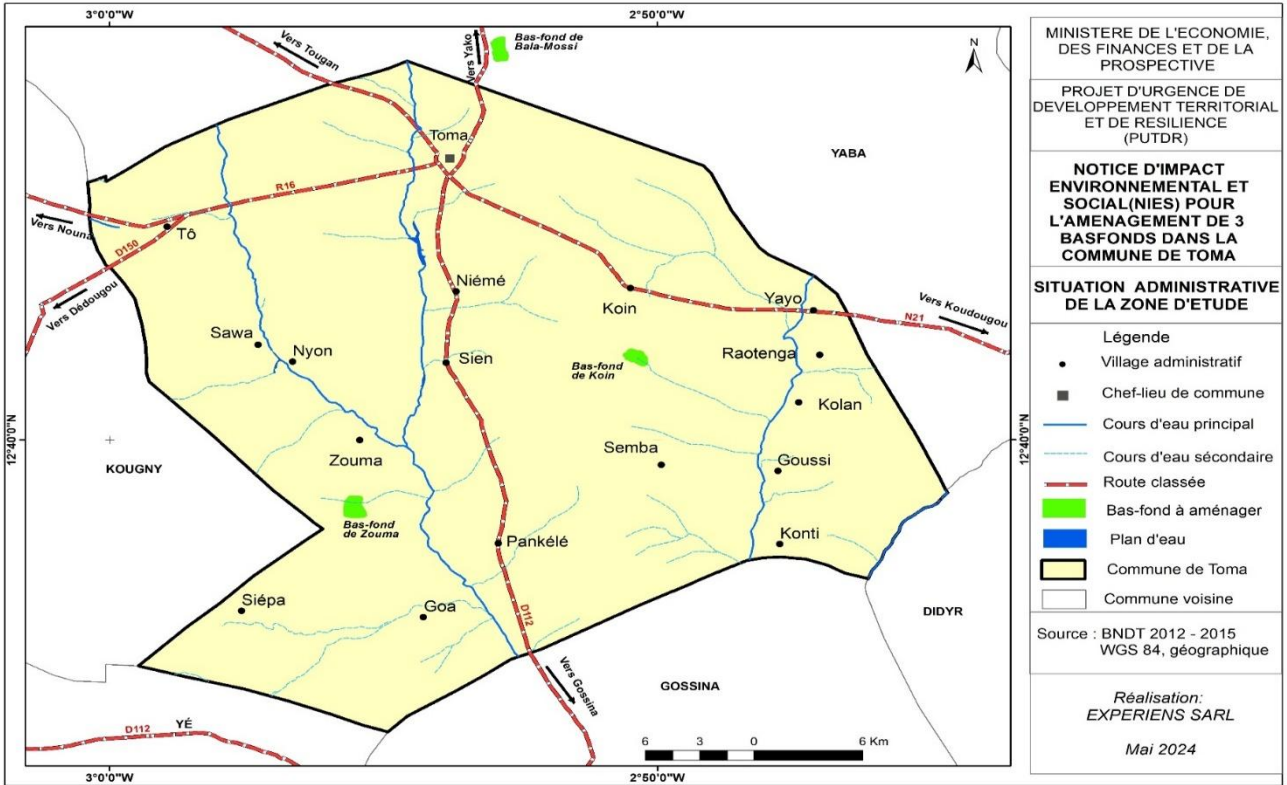 3°0'0"W
2°50'0"W
Vers Tougan
Vers Yako
Bas-fond de
Bala-Mossi
N
Toma
YABA
R16
Vers Nouna
Tô
D150
Vers Dédougou
Niémé
Koin
Yayo
Vers Koudougou
N21
Sawa
Nyon
Sien
Bas-fond
de Koin
Raotenga
Kolan
12°40'0"N
12°40'0"N
KOUGNY
Zouma
Semba
Goussi
Bas-fond
de Zouma
Pankélé
Konti
Siépa
Goa
D112
DIDYR
Vers Gossina
GOSSINA
D112
YÉ
6 3 0 6 Km
3°0'0"W
2°50'0"W
MINISTERE DE L'ECONOMIE,
DES FINANCES ET DE LA
PROSPECTIVE
PROJET D'URGENCE DE
DEVELOPPEMENT TERRITORIAL
ET DE RESILIENCE
(PUTDR)
NOTICE D'IMPACT
ENVIRONNEMENTAL ET
SOCIAL(NIES) POUR
L'AMENAGEMENT DE 3
BASFONDS DANS LA
COMMUNE DE TOMA
SITUATION ADMINISTRATIVE
DE LA ZONE D'ETUDE
Légende
Village administratif
Chef-lieu de commune
Cours d'eau principal
Cours d'eau sécondaire
Route classée
Bas-fond à aménager
Plan d'eau
Commune de Toma
Commune voisine
Source : BNDT 2012 - 2015
WGS 84, géographique
Réalisation:
EXPERIENS SARL
Mai 2024